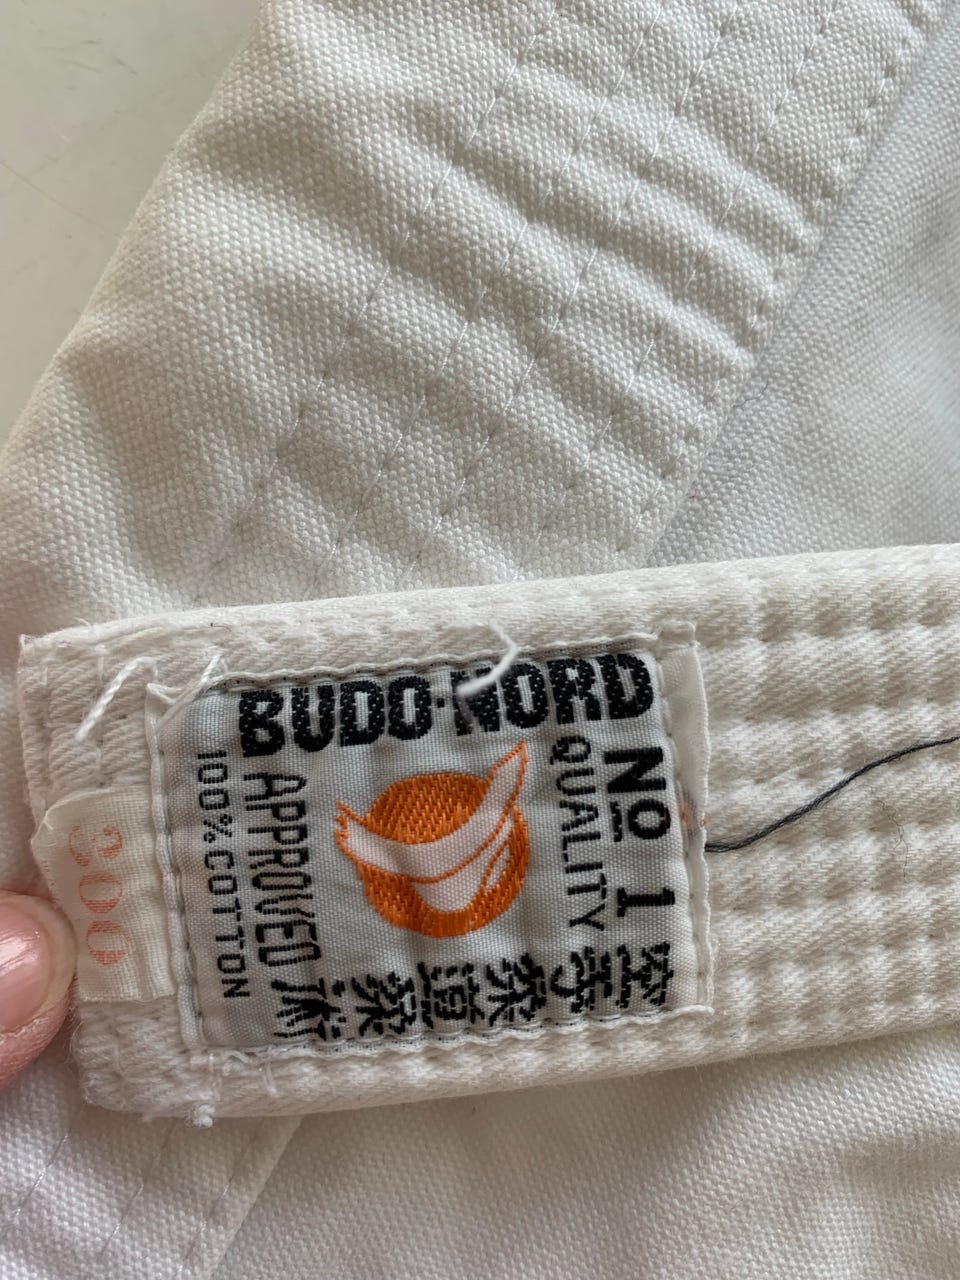 BUDO·NORD
Nº 1
QUALITY
APPROVED
100% COTTON
空手柔道柔術
300